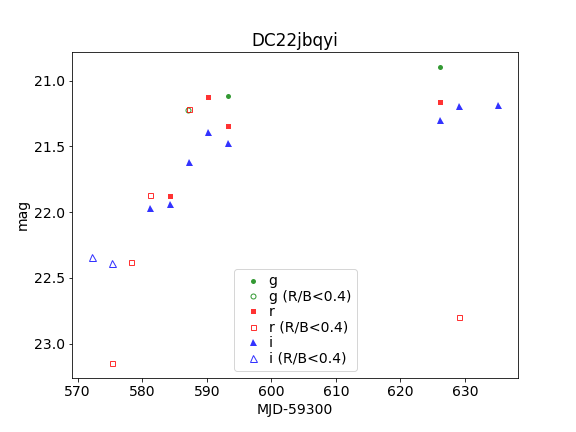 DC22jbqyi
21.0
21.5
22.0
22.5
23.0
mag
570
580
590
600
610
620
630
MJD-59300
g
g (R/B<0.4)
r
r (R/B<0.4)
i
i (R/B<0.4)